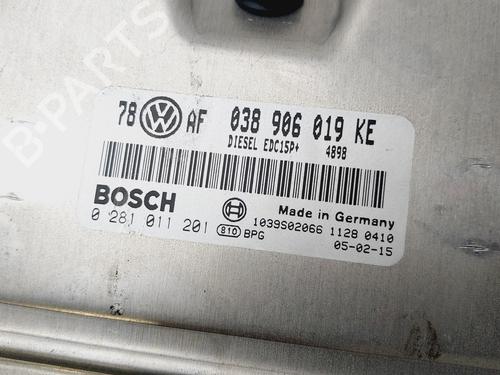 B-PARTS
78 VW AF 038 906 019 KE
DIESEL EDC15P+ 4898
BOSCH
Made in Germany
0 281 011 201 810 BPG 1039S02066 1128 0410
05-02-15